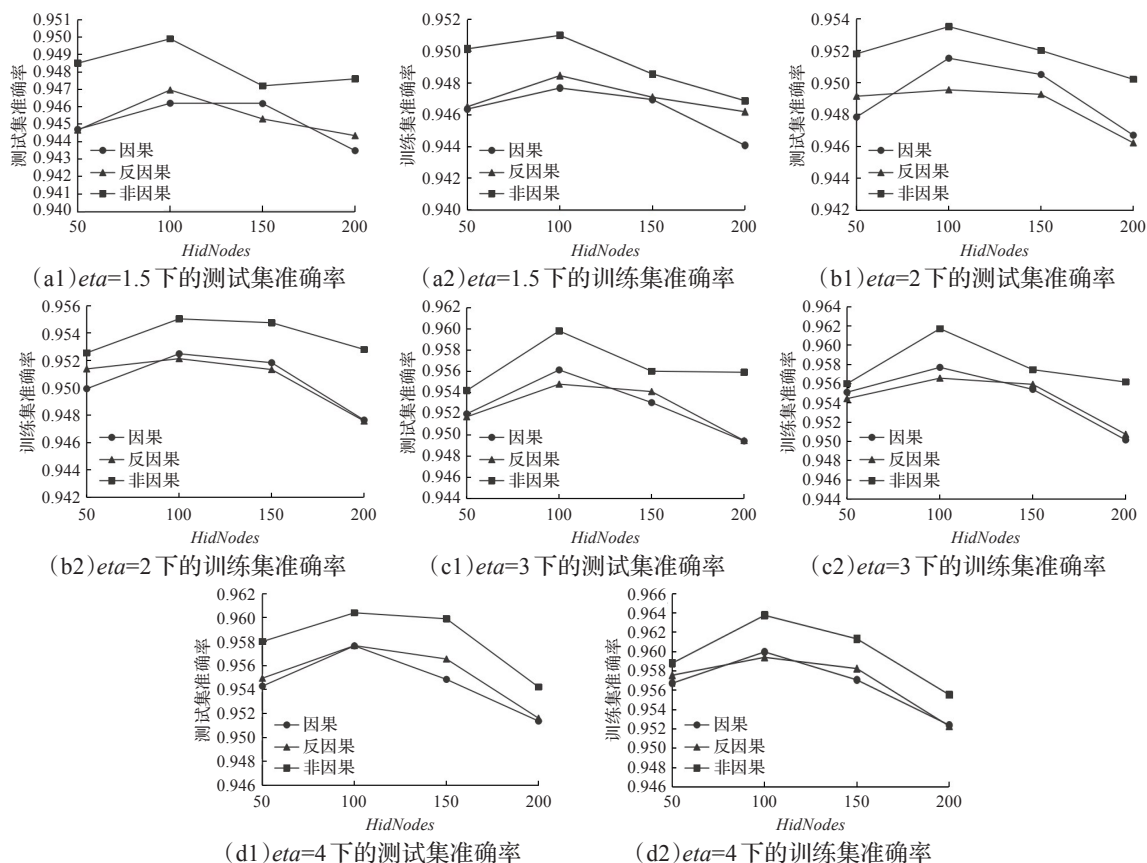 0.951
0.950
0.949
0.948
0.947
0.946
0.944
0.943
0.942
0.941
0.940
测试集准确率
因果
反因果
非因果
50 100 150 200
HidNodes
(a1)eta=1.5下的测试集准确率
0.952
0.950
0.948
0.946
0.944
0.942
0.940
训练集准确率
因果
反因果
非因果
50 100 150 200
HidNodes
(a2)eta=1.5下的训练集准确率
0.954
0.952
0.950
0.948
0.946
0.944
0.942
测试集准确率
因果
反因果
非因果
50 100 150 200
HidNodes
(b1)eta=2下的测试集准确率
0.956
0.954
0.952
0.950
0.948
0.946
0.944
0.942
训练集准确率
因果
反因果
非因果
50 100 150 200
HidNodes
(b2)eta=2下的训练集准确率
0.962
0.960
0.958
0.956
0.954
0.952
0.950
0.948
0.946
0.944
测试集准确率
因果
反因果
非因果
50 100 150 200
HidNodes
(c1)eta=3下的测试集准确率
0.964
0.962
0.960
0.958
0.956
0.954
0.950
0.948
0.946
0.944
训练集准确率
因果
反因果
非因果
50 100 150 200
HidNodes
(c2)eta=3下的训练集准确率
0.962
0.960
0.958
0.956
0.954
0.952
0.950
0.948
0.946
测试集准确率
因果
反因果
非因果
50 100 150 200
HidNodes
(d1)eta=4下的测试集准确率
0.966
0.964
0.962
0.960
0.958
0.956
0.954
0.952
0.950
0.948
0.946
训练集准确率
因果
反因果
非因果
50 100 150 200
HidNodes
(d2)eta=4下的训练集准确率